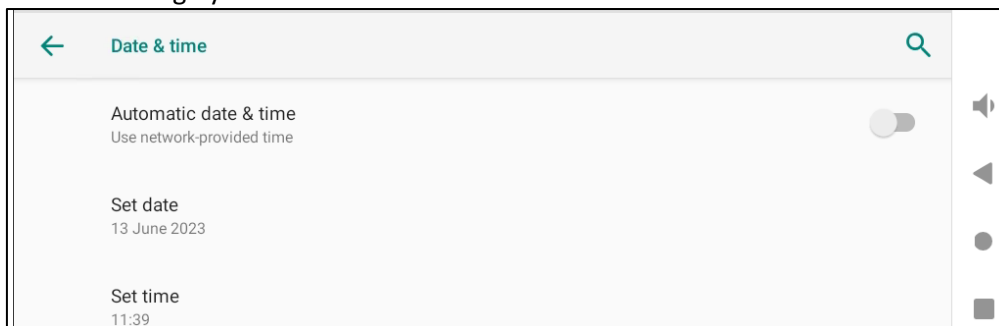 Date & time
Automatic date & time
Use network-provided time
Set date
13 June 2023
Set time
11:39